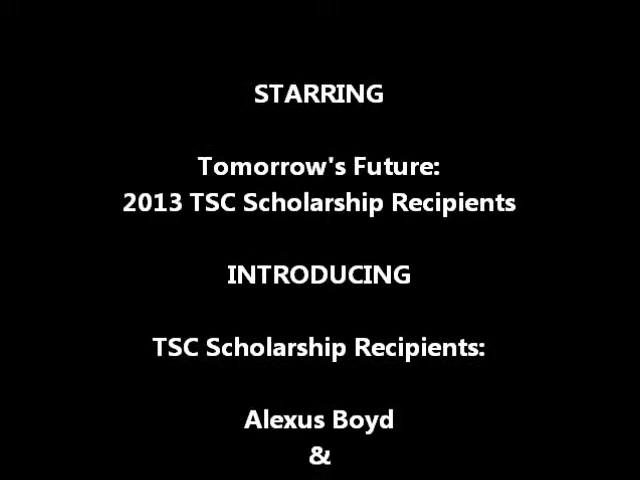 STARRING
Tomorrow's Future:
2013 TSC Scholarship Recipients
INTRODUCING
TSC Scholarship Recipients:
Alexus Boyd
&